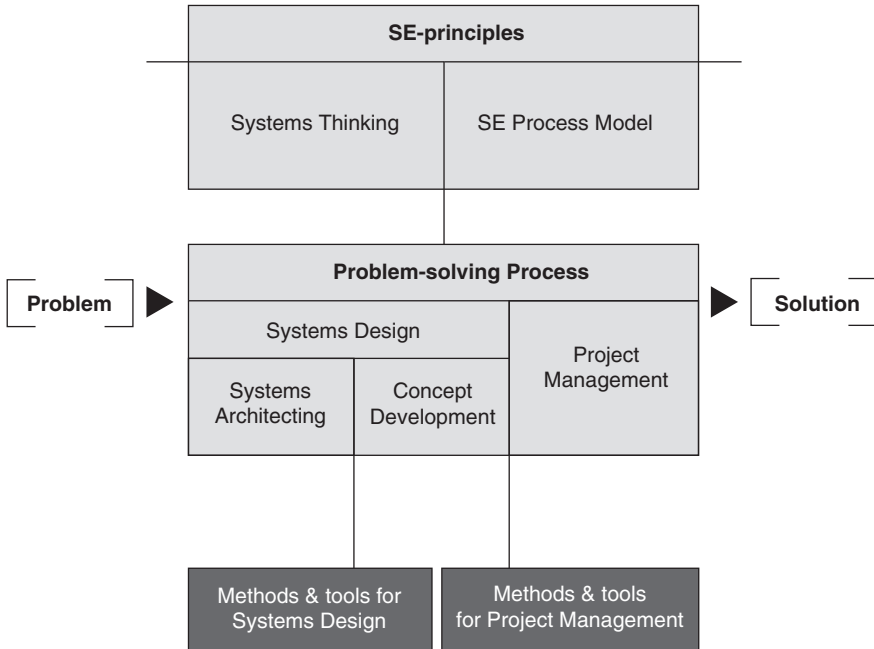 SE-principles
Systems Thinking
SE Process Model
Problem-solving Process
Problem
Solution
Systems Design
Project
Management
Systems
Architecting
Concept
Development
Methods & tools for
Systems Design
Methods & tools
for Project Management